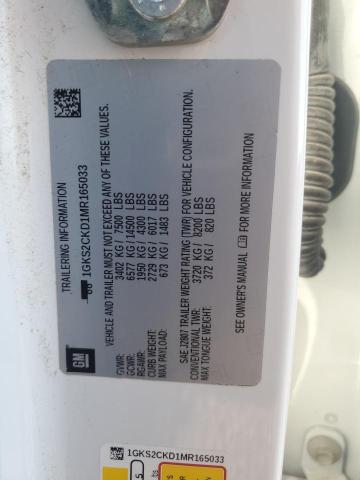 GM
TRAILERING INFORMATION
1GKS2CKD1MR165033
VEHICLE AND TRAILER MUST NOT EXCEED ANY OF THESE VALUES.
GVWR: 3402 KG / 7500 LBS
GCWR: 6577 KG / 14500 LBS
RGAWR: 1950 KG / 4300 LBS
CURB WEIGHT: 2729 KG / 6017 LBS
MAX PAYLOAD: 673 KG / 1483 LBS
SAE J2807 TRAILER WEIGHT RATING (TWR) FOR VEHICLE CONFIGURATION.
CONVENTIONAL TWR: 3720 KG / 8200 LBS
MAX TONGUE WEIGHT: 372 KG / 820 LBS
SEE OWNER'S MANUAL FOR MORE INFORMATION
1GKS2CKD1MR165033